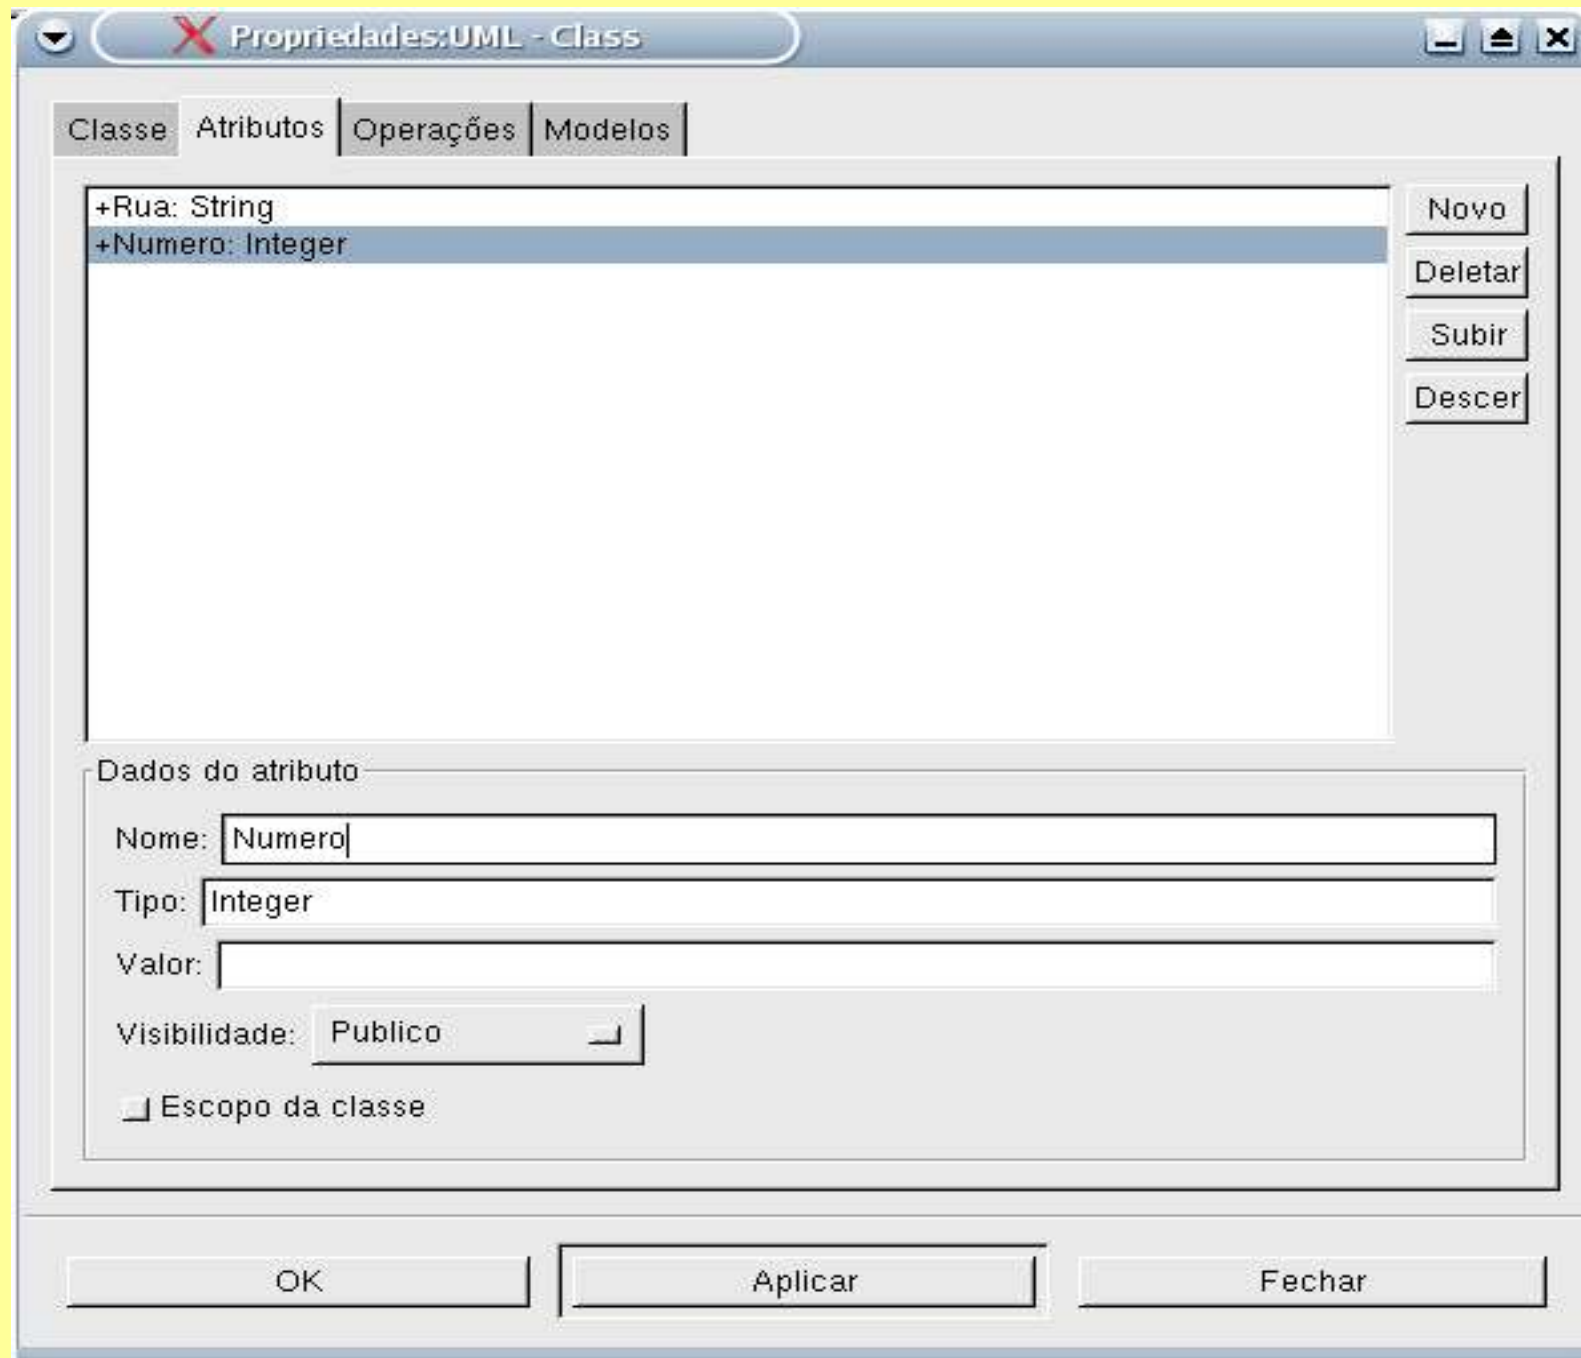 Propriedades:UML - Class
Classe Atributos Operações Modelos
+Rua: String
+Numero: Integer
Novo
Deletar
Subir
Descer
Dados do atributo
Nome: Numero
Tipo: Integer
Valor:
Visibilidade: Publico
Escopo da classe
OK Aplicar Fechar